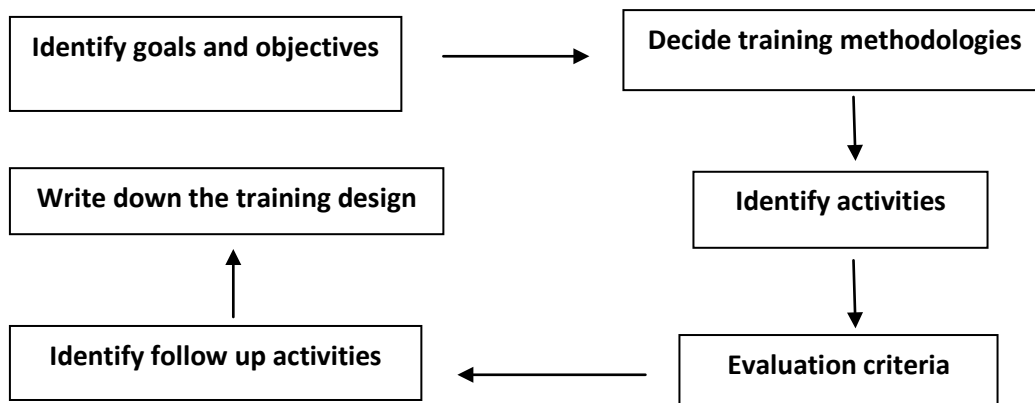 Identify goals and objectives
Decide training methodologies
Identify activities
Evaluation criteria
Identify follow up activities
Write down the training design